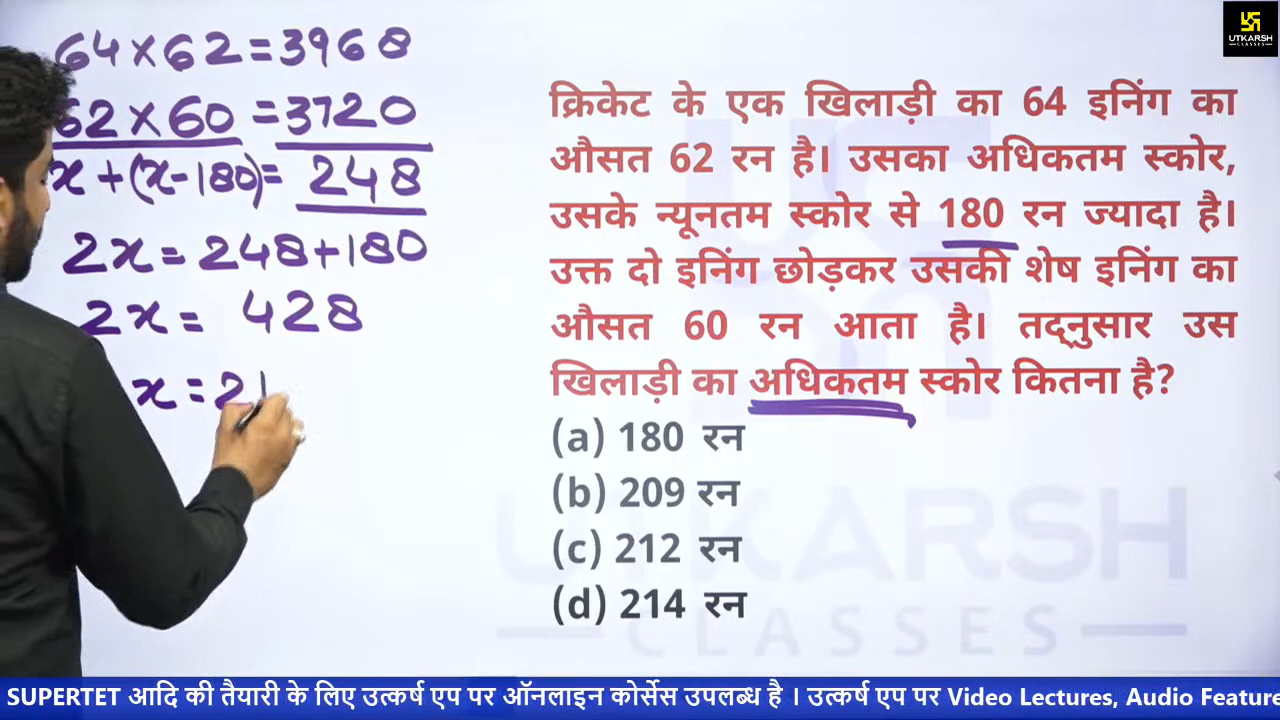 64×62=3968
62×60=3720
x+(x-180)= 248
2x=248+180
2x= 428
x=21
UTKARSH
CLASSES
क्रिकेट के एक खिलाड़ी का 64 इनिंग का
औसत 62 रन है। उसका अधिकतम स्कोर,
उसके न्यूनतम स्कोर से 180 रन ज्यादा है।
उक्त दो इनिंग छोड़कर उसकी शेष इनिंग का
औसत 60 रन आता है। तद्नुसार उस
खिलाड़ी का अधिकतम स्कोर कितना है?
(a) 180 रन
(b) 209 रन
(c) 212 रन
(d) 214 रन
UTKARSH
CLASSES
SUPERTET आदि की तैयारी के लिए उत्कर्ष एप पर ऑनलाइन कोर्सेस उपलब्ध है । उत्कर्ष एप पर Video Lectures, Audio Feature